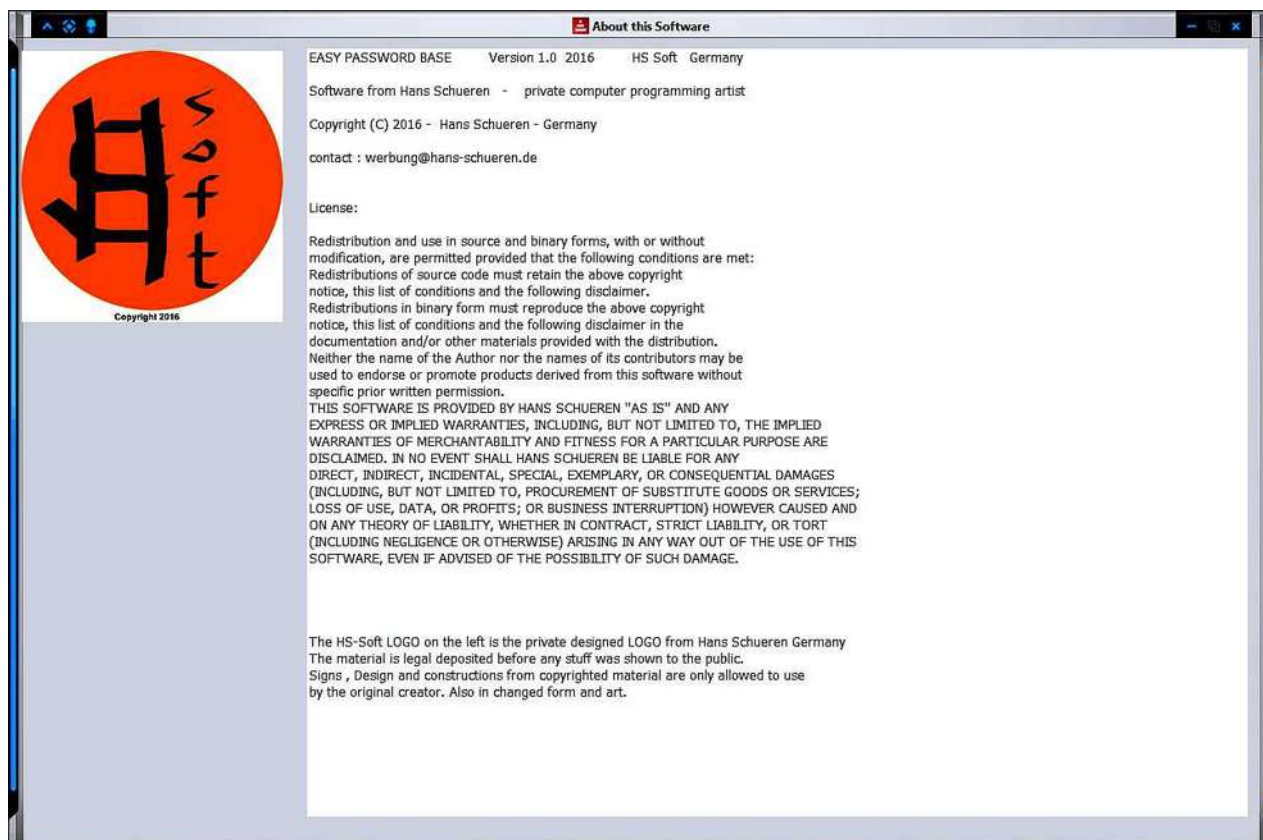 About this Software
soft
Copyright 2016
EASY PASSWORD BASE Version 1.0 2016 HS Soft Germany
Software from Hans Schueren - private computer programming artist
Copyright (C) 2016 - Hans Schueren - Germany
contact : werbung@hans-schueren.de
License:
Redistribution and use in source and binary forms, with or without
modification, are permitted provided that the following conditions are met:
Redistributions of source code must retain the above copyright
notice, this list of conditions and the following disclaimer.
Redistributions in binary form must reproduce the above copyright
notice, this list of conditions and the following disclaimer in the
documentation and/or other materials provided with the distribution.
Neither the name of the Author nor the names of its contributors may be
used to endorse or promote products derived from this software without
specific prior written permission.
THIS SOFTWARE IS PROVIDED BY HANS SCHUEREN "AS IS" AND ANY
EXPRESS OR IMPLIED WARRANTIES, INCLUDING, BUT NOT LIMITED TO, THE IMPLIED
WARRANTIES OF MERCHANTABILITY AND FITNESS FOR A PARTICULAR PURPOSE ARE
DISCLAIMED. IN NO EVENT SHALL HANS SCHUEREN BE LIABLE FOR ANY
DIRECT, INDIRECT, INCIDENTAL, SPECIAL, EXEMPLARY, OR CONSEQUENTIAL DAMAGES
(INCLUDING, BUT NOT LIMITED TO, PROCUREMENT OF SUBSTITUTE GOODS OR SERVICES;
LOSS OF USE, DATA, OR PROFITS; OR BUSINESS INTERRUPTION) HOWEVER CAUSED AND
ON ANY THEORY OF LIABILITY, WHETHER IN CONTRACT, STRICT LIABILITY, OR TORT
(INCLUDING NEGLIGENCE OR OTHERWISE) ARISING IN ANY WAY OUT OF THE USE OF THIS
SOFTWARE, EVEN IF ADVISED OF THE POSSIBILITY OF SUCH DAMAGE.
The HS-Soft LOGO on the left is the private designed LOGO from Hans Schueren Germany
The material is legal deposited before any stuff was shown to the public.
Signs , Design and constructions from copyrighted material are only allowed to use
by the original creator. Also in changed form and art.